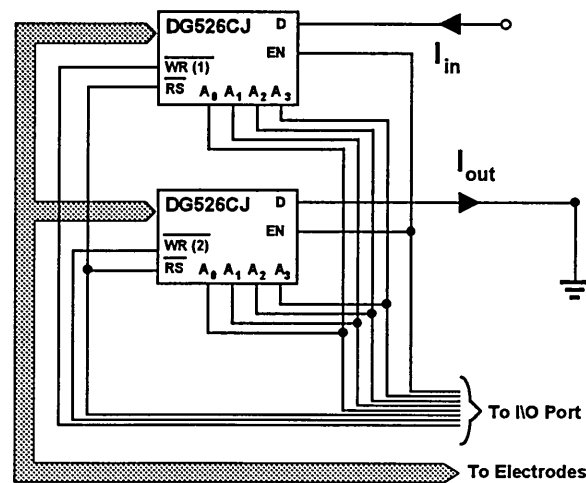 DG526CJ
D
EN
WR (1)
RS
A0 A1 A2 A3
Iin
DG526CJ
D
EN
WR (2)
RS
A0 A1 A2 A3
Iout
To I\O Port
To Electrodes